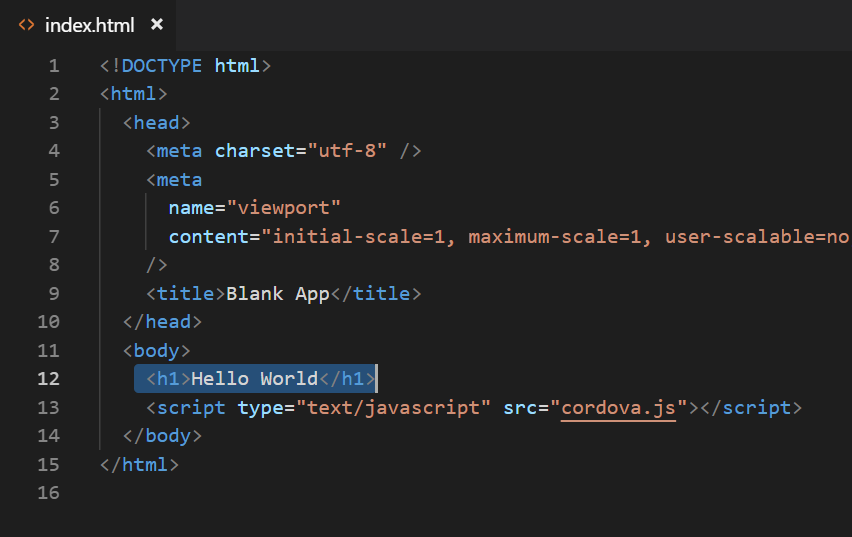 index.html ×
1 <!DOCTYPE html>
2 <html>
3 <head>
4 <meta charset="utf-8" />
5 <meta
6 name="viewport"
7 content="initial-scale=1, maximum-scale=1, user-scalable=no
8 />
9 <title>Blank App</title>
10 </head>
11 <body>
12 <h1>Hello World</h1>
13 <script type="text/javascript" src="cordova.js"></script>
14 </body>
15 </html>
16